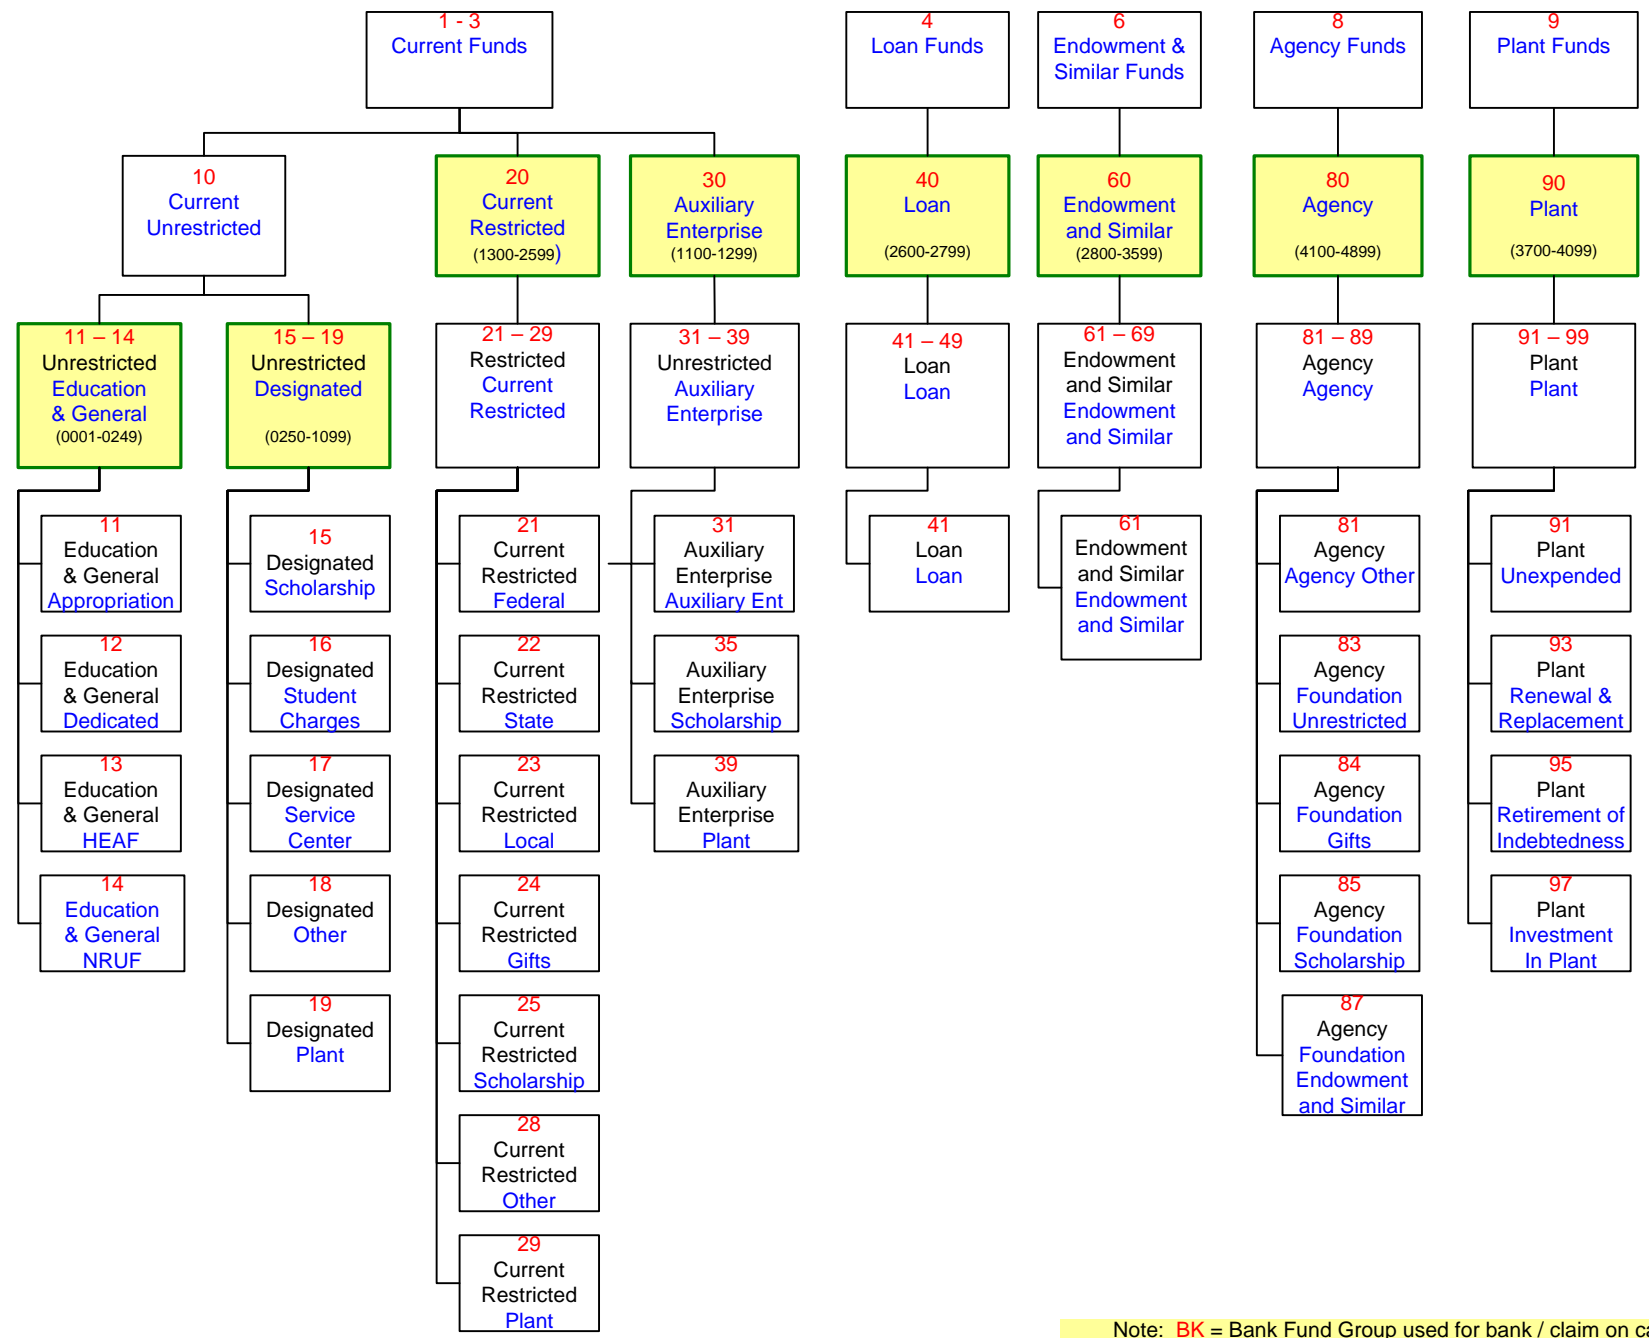 1 - 3
Current Funds
4
Loan Funds
6
Endowment &
Similar Funds
8
Agency Funds
9
Plant Funds
10
Current
Unrestricted
20
Current
Restricted
(1300-2599)
30
Auxiliary
Enterprise
(1100-1299)
40
Loan
(2600-2799)
60
Endowment
and Similar
(2800-3599)
80
Agency
(4100-4899)
90
Plant
(3700-4099)
11 – 14
Unrestricted
Education
& General
(0001-0249)
15 – 19
Unrestricted
Designated
(0250-1099)
21 – 29
Restricted
Current
Restricted
31 – 39
Unrestricted
Auxiliary
Enterprise
41 – 49
Loan
Loan
61 – 69
Endowment
and Similar
Endowment
and Similar
81 – 89
Agency
Agency
91 – 99
Plant
Plant
11
Education
& General
Appropriation
12
Education
& General
Dedicated
13
Education
& General
HEAF
14
Education
& General
NRUF
15
Designated
Scholarship
16
Designated
Student
Charges
17
Designated
Service
Center
18
Designated
Other
19
Designated
Plant
21
Current
Restricted
Federal
22
Current
Restricted
State
23
Current
Restricted
Local
24
Current
Restricted
Gifts
25
Current
Restricted
Scholarship
28
Current
Restricted
Other
29
Current
Restricted
Plant
31
Auxiliary
Enterprise
Auxiliary Ent
35
Auxiliary
Enterprise
Scholarship
39
Auxiliary
Enterprise
Plant
41
Loan
Loan
61
Endowment
and Similar
Endowment
and Similar
81
Agency
Agency Other
83
Agency
Foundation
Unrestricted
84
Agency
Foundation
Gifts
85
Agency
Foundation
Scholarship
87
Agency
Foundation
Endowment
and Similar
91
Plant
Unexpended
93
Plant
Renewal &
Replacement
95
Plant
Retirement of
Indebtedness
97
Plant
Investment
In Plant
Note: BK = Bank Fund Group used for bank / claim on